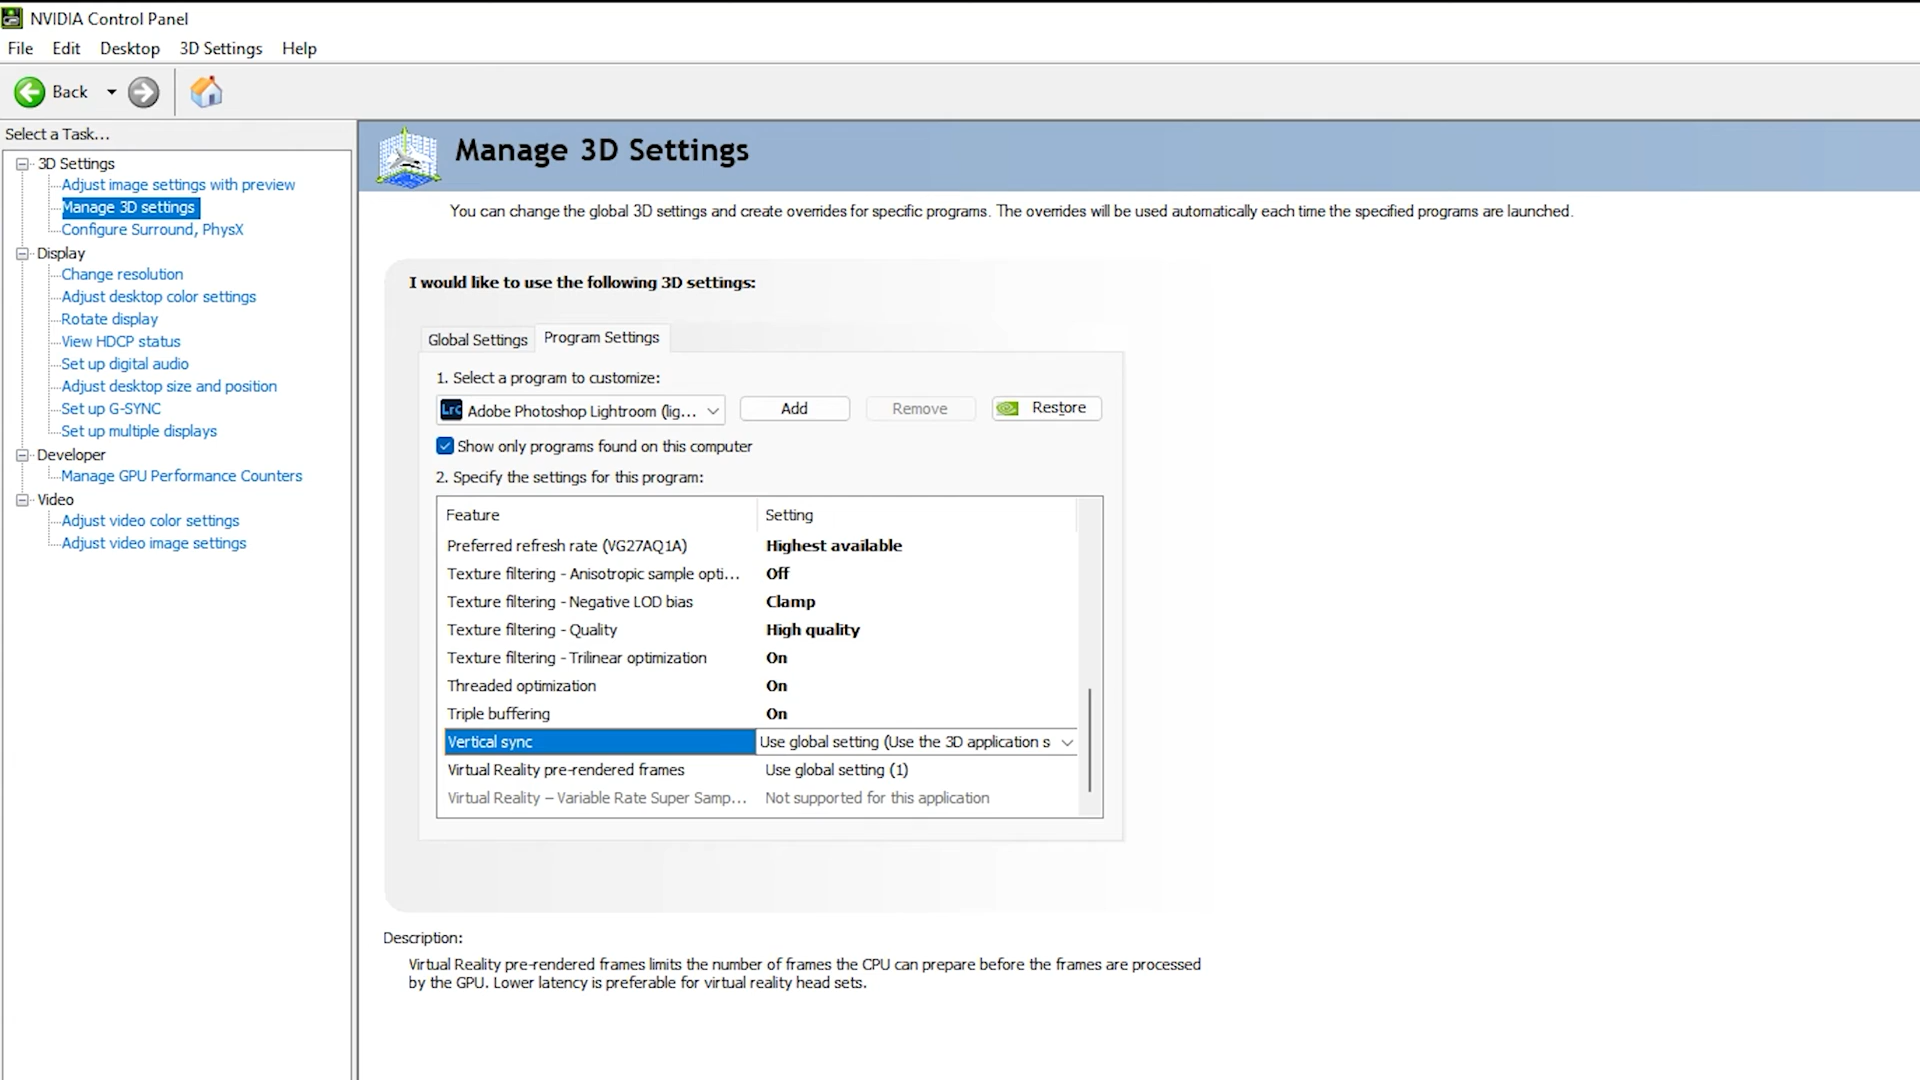 NVIDIA Control Panel
File Edit Desktop 3D Settings Help
Back
Select a Task...
3D Settings
Adjust image settings with preview
Manage 3D settings
Configure Surround, PhysX
Display
Change resolution
Adjust desktop color settings
Rotate display
View HDCP status
Set up digital audio
Adjust desktop size and position
Set up G-SYNC
Set up multiple displays
Developer
Manage GPU Performance Counters
Video
Adjust video color settings
Adjust video image settings
Manage 3D Settings
You can change the global 3D settings and create overrides for specific programs. The overrides will be used automatically each time the specified programs are launched.
I would like to use the following 3D settings:
Global Settings Program Settings
1. Select a program to customize:
Lrc Adobe Photoshop Lightroom (lig... Add Remove Restore
Show only programs found on this computer
2. Specify the settings for this program:
Feature Setting
Preferred refresh rate (VG27AQ1A) Highest available
Texture filtering - Anisotropic sample opti... Off
Texture filtering - Negative LOD bias Clamp
Texture filtering - Quality High quality
Texture filtering - Trilinear optimization On
Threaded optimization On
Triple buffering On
Vertical sync Use global setting (Use the 3D application s
Virtual Reality pre-rendered frames Use global setting (1)
Virtual Reality – Variable Rate Super Samp... Not supported for this application
Description:
Virtual Reality pre-rendered frames limits the number of frames the CPU can prepare before the frames are processed
by the GPU. Lower latency is preferable for virtual reality head sets.